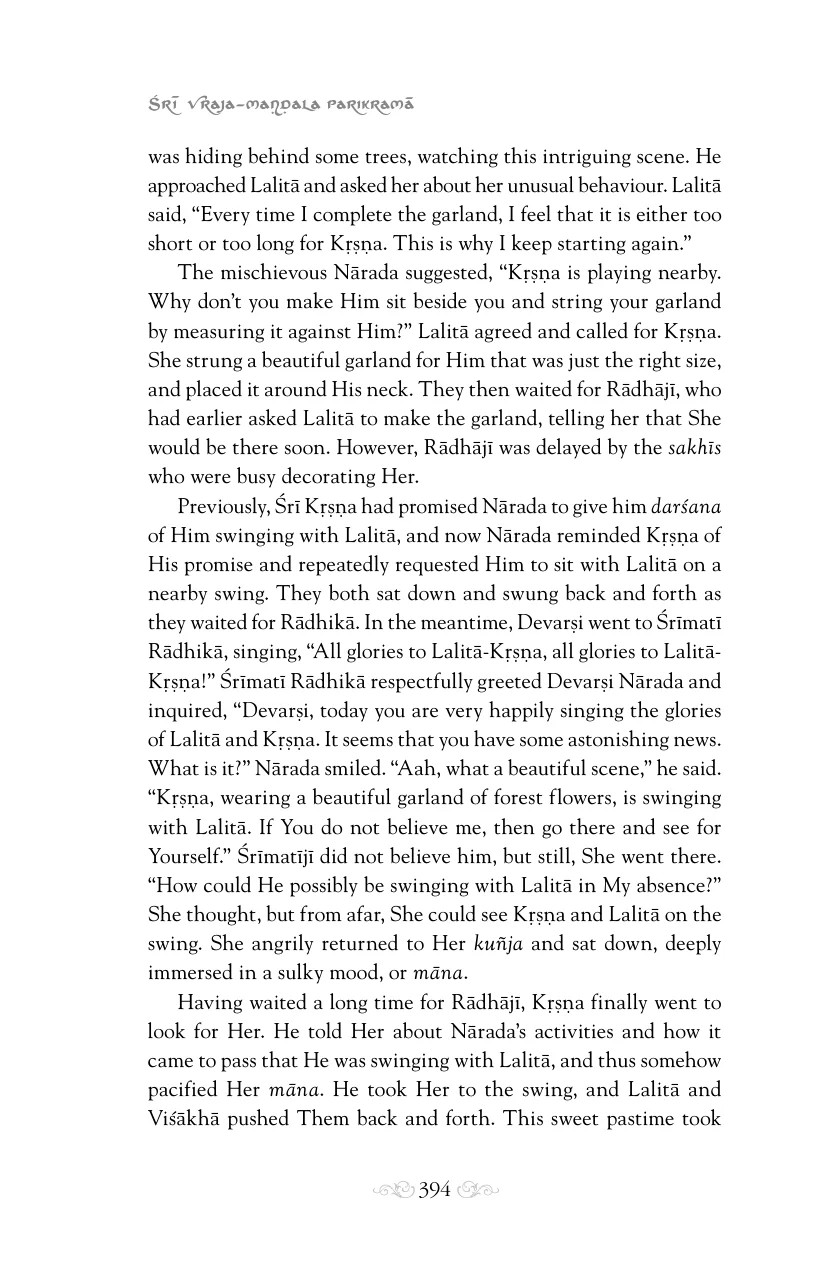 Śrī Vraja-maṇḍala Parikramā
was hiding behind some trees, watching this intriguing scene. He
approached Lalitā and asked her about her unusual behaviour. Lalitā
said, “Every time I complete the garland, I feel that it is either too
short or too long for Kṛṣṇa. This is why I keep starting again.”
The mischievous Nārada suggested, “Kṛṣṇa is playing nearby.
Why don’t you make Him sit beside you and string your garland
by measuring it against Him?” Lalitā agreed and called for Kṛṣṇa.
She strung a beautiful garland for Him that was just the right size,
and placed it around His neck. They then waited for Rādhājī, who
had earlier asked Lalitā to make the garland, telling her that She
would be there soon. However, Rādhājī was delayed by the sakhīs
who were busy decorating Her.
Previously, Śrī Kṛṣṇa had promised Nārada to give him darśana
of Him swinging with Lalitā, and now Nārada reminded Kṛṣṇa of
His promise and repeatedly requested Him to sit with Lalitā on a
nearby swing. They both sat down and swung back and forth as
they waited for Rādhikā. In the meantime, Devarṣi went to Śrīmatī
Rādhikā, singing, “All glories to Lalitā-Kṛṣṇa, all glories to Lalitā-
Kṛṣṇa!” Śrīmatī Rādhikā respectfully greeted Devarṣi Nārada and
inquired, “Devarṣi, today you are very happily singing the glories
of Lalitā and Kṛṣṇa. It seems that you have some astonishing news.
What is it?” Nārada smiled. “Aah, what a beautiful scene,” he said.
“Kṛṣṇa, wearing a beautiful garland of forest flowers, is swinging
with Lalitā. If You do not believe me, then go there and see for
Yourself.” Śrīmatījī did not believe him, but still, She went there.
“How could He possibly be swinging with Lalitā in My absence?”
She thought, but from afar, She could see Kṛṣṇa and Lalitā on the
swing. She angrily returned to Her kuñja and sat down, deeply
immersed in a sulky mood, or māna.
Having waited a long time for Rādhājī, Kṛṣṇa finally went to
look for Her. He told Her about Nārada’s activities and how it
came to pass that He was swinging with Lalitā, and thus somehow
pacified Her māna. He took Her to the swing, and Lalitā and
Viśākhā pushed Them back and forth. This sweet pastime took
394